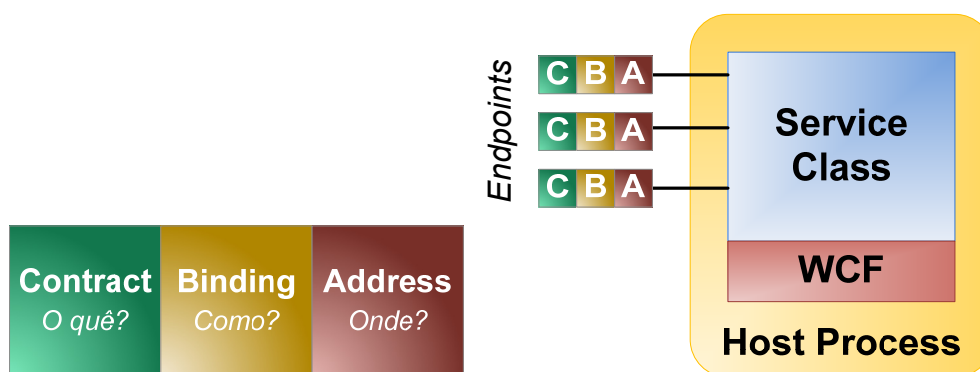 Contract
O quê?
Binding
Como?
Address
Onde?
Endpoints
C B A
C B A
C B A
Service
Class
WCF
Host Process